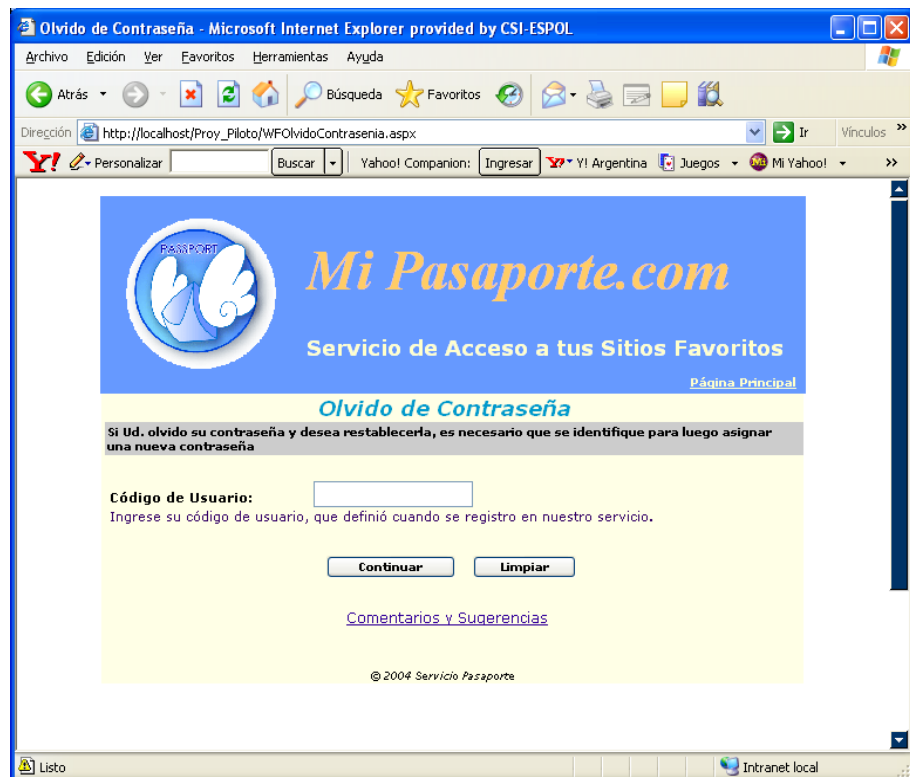 Olvido de Contraseña - Microsoft Internet Explorer provided by CSI-ESPOL
Archivo Edición Ver Favoritos Herramientas Ayuda
Atrás Búsqueda Favoritos
Dirección http://localhost/Proy_Piloto/WFOlvidoContrasenia.aspx Ir Vínculos »
Y! Personalizar Buscar Yahoo! Companion: Ingresar Y! Argentina Juegos Mi Yahoo! »
PASSPORT
Mi Pasaporte.com
Servicio de Acceso a tus Sitios Favoritos
Página Principal
Olvido de Contraseña
Si Ud. olvido su contraseña y desea restablecerla, es necesario que se identifique para luego asignar
una nueva contraseña
Código de Usuario:
Ingrese su código de usuario, que definió cuando se registro en nuestro servicio.
Continuar Limpiar
Comentarios y Sugerencias
© 2004 Servicio Pasaporte
Listo Intranet local